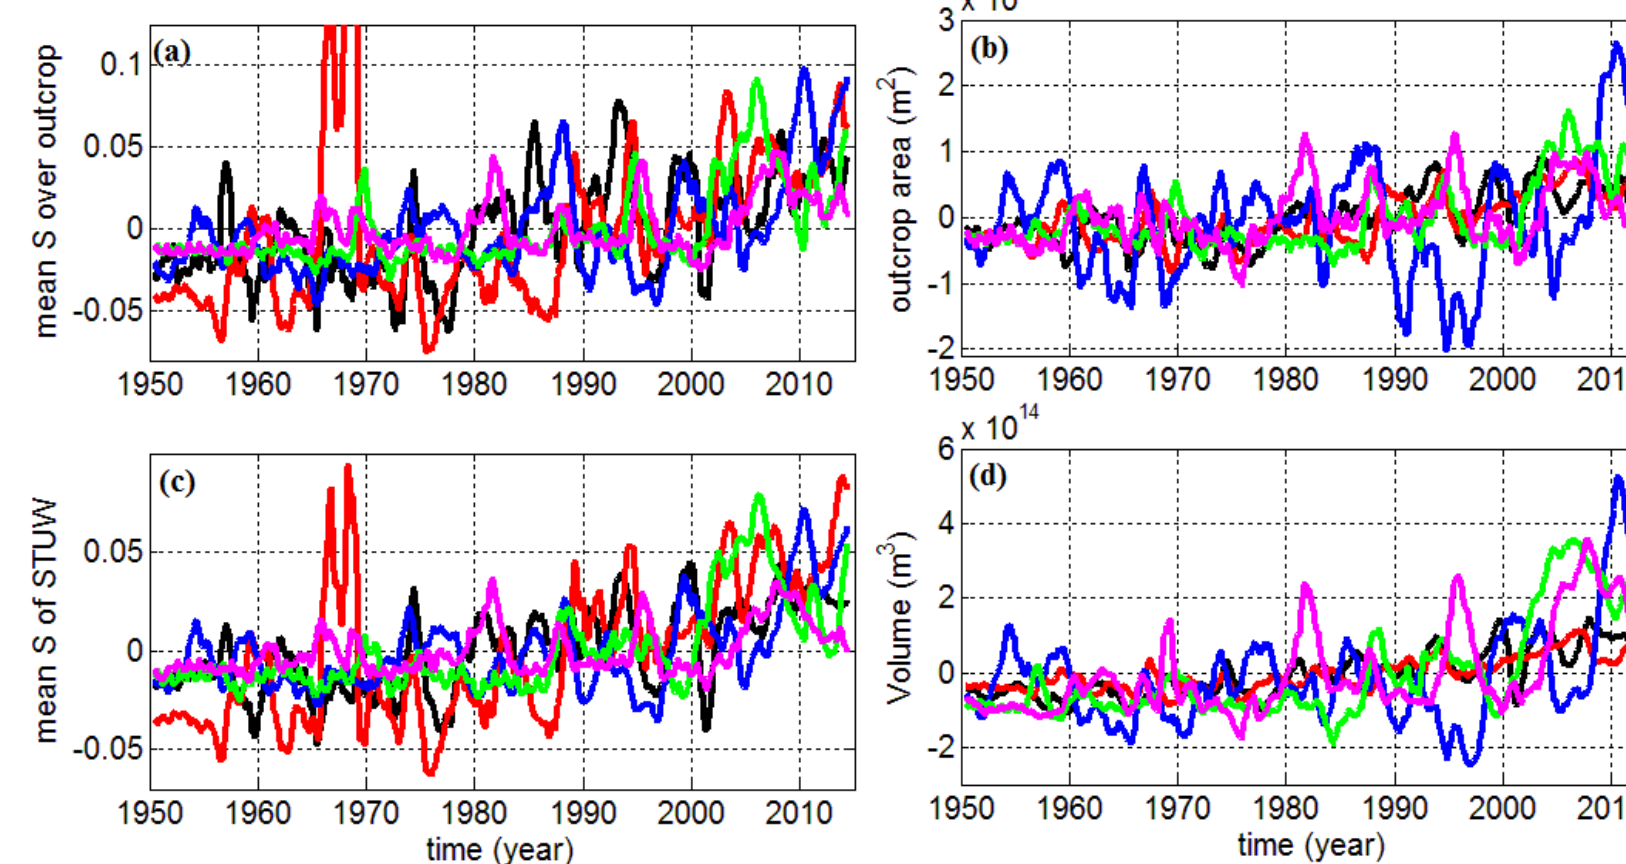 (a)
mean S over outcrop
0.1
0.05
0
-0.05
1950 1960 1970 1980 1990 2000 2010
(b)
outcrop area (m²)
3
2
1
0
-1
-2
1950 1960 1970 1980 1990 2000 201
(c)
mean S of STUW
0.05
0
-0.05
1950 1960 1970 1980 1990 2000 2010
time (year)
x 10¹⁴
(d)
Volume (m³)
6
4
2
0
-2
1950 1960 1970 1980 1990 2000 201
time (year)